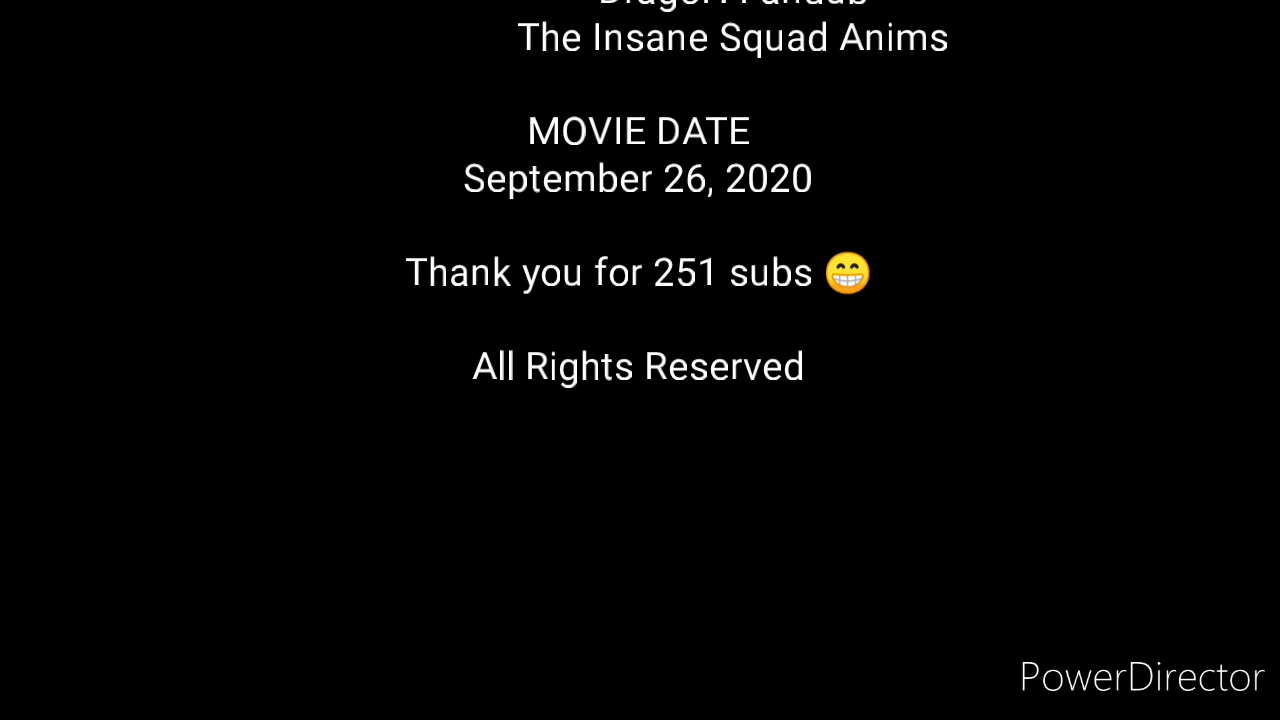 The Insane Squad Anims
MOVIE DATE
September 26, 2020
Thank you for 251 subs 😁
All Rights Reserved
PowerDirector